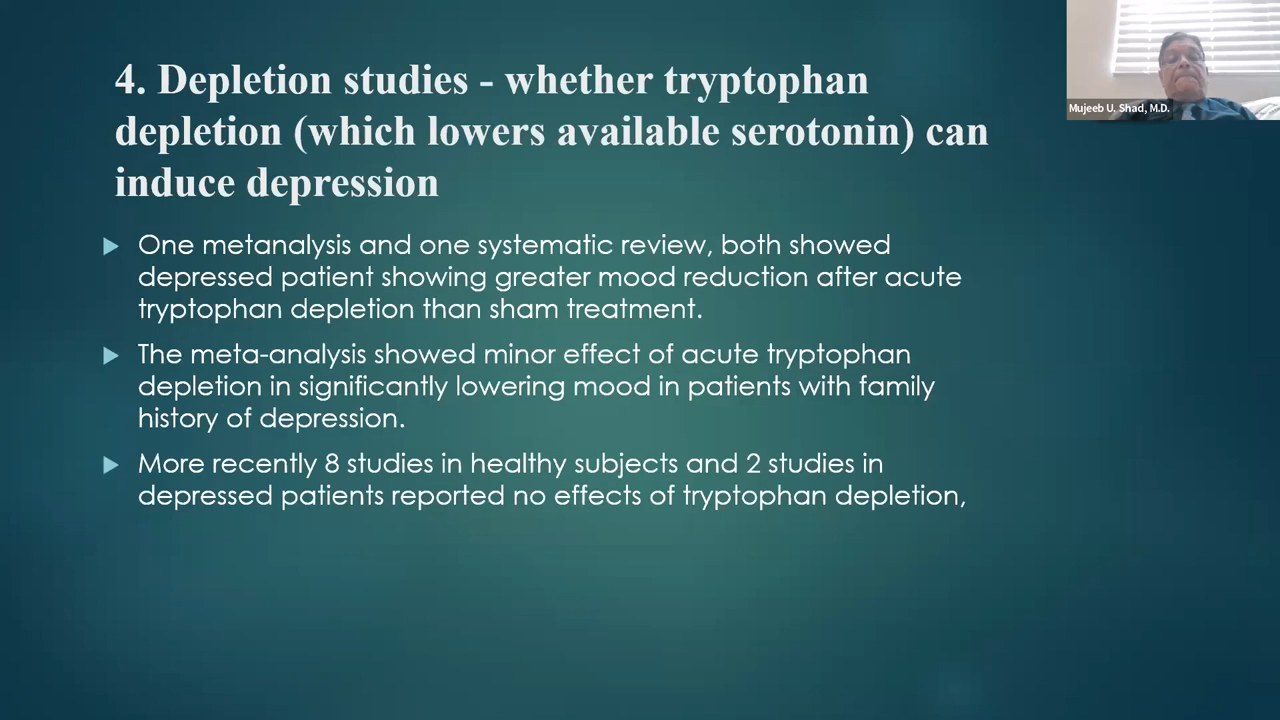 4. Depletion studies - whether tryptophan
depletion (which lowers available serotonin) can
induce depression
One metanalysis and one systematic review, both showed
depressed patient showing greater mood reduction after acute
tryptophan depletion than sham treatment.
The meta-analysis showed minor effect of acute tryptophan
depletion in significantly lowering mood in patients with family
history of depression.
More recently 8 studies in healthy subjects and 2 studies in
depressed patients reported no effects of tryptophan depletion,
Mujeeb U. Shad, M.D.